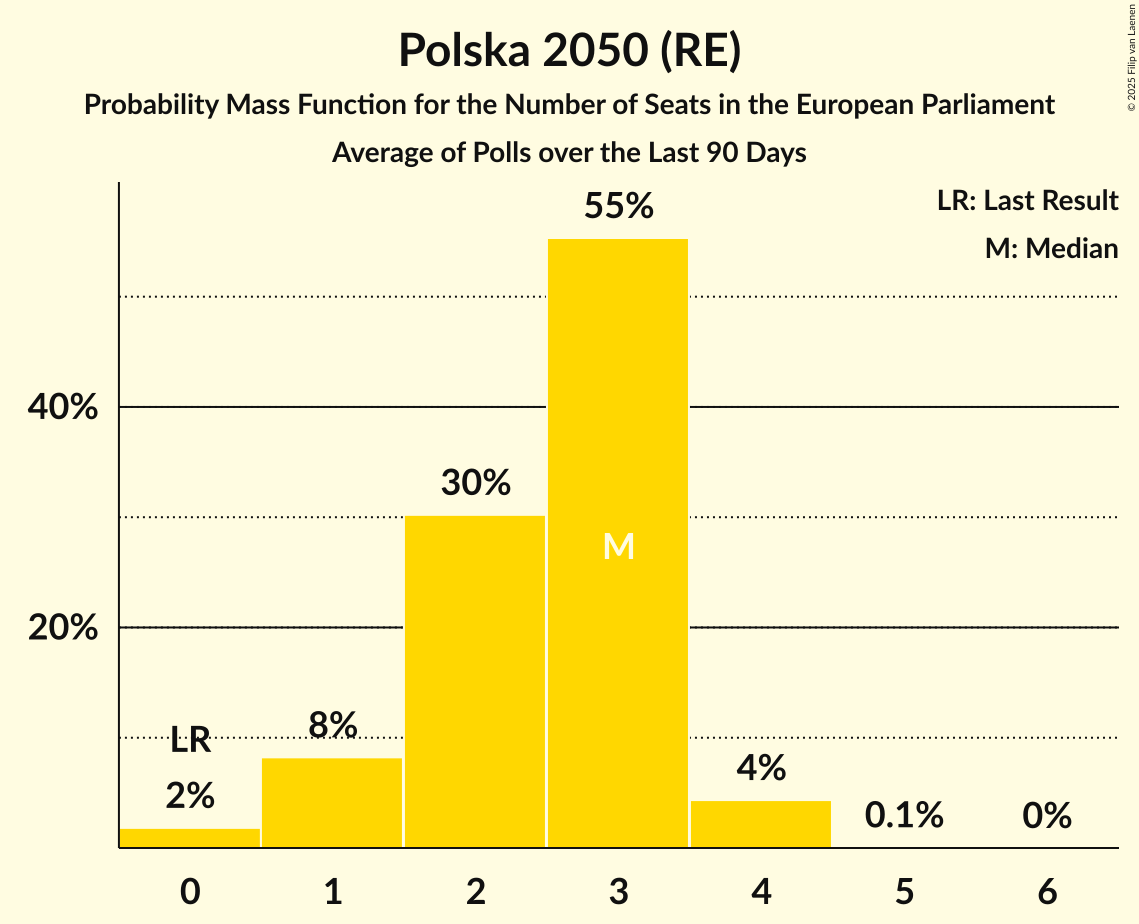 Polska 2050 (RE)
Probability Mass Function for the Number of Seats in the European Parliament
Average of Polls over the Last 90 Days
© 2025 Filip van Laenen
LR: Last Result
M: Median
55%
40%
30%
M
20%
LR
8%
2%
4%
0.1%
0%
0 1 2 3 4 5 6